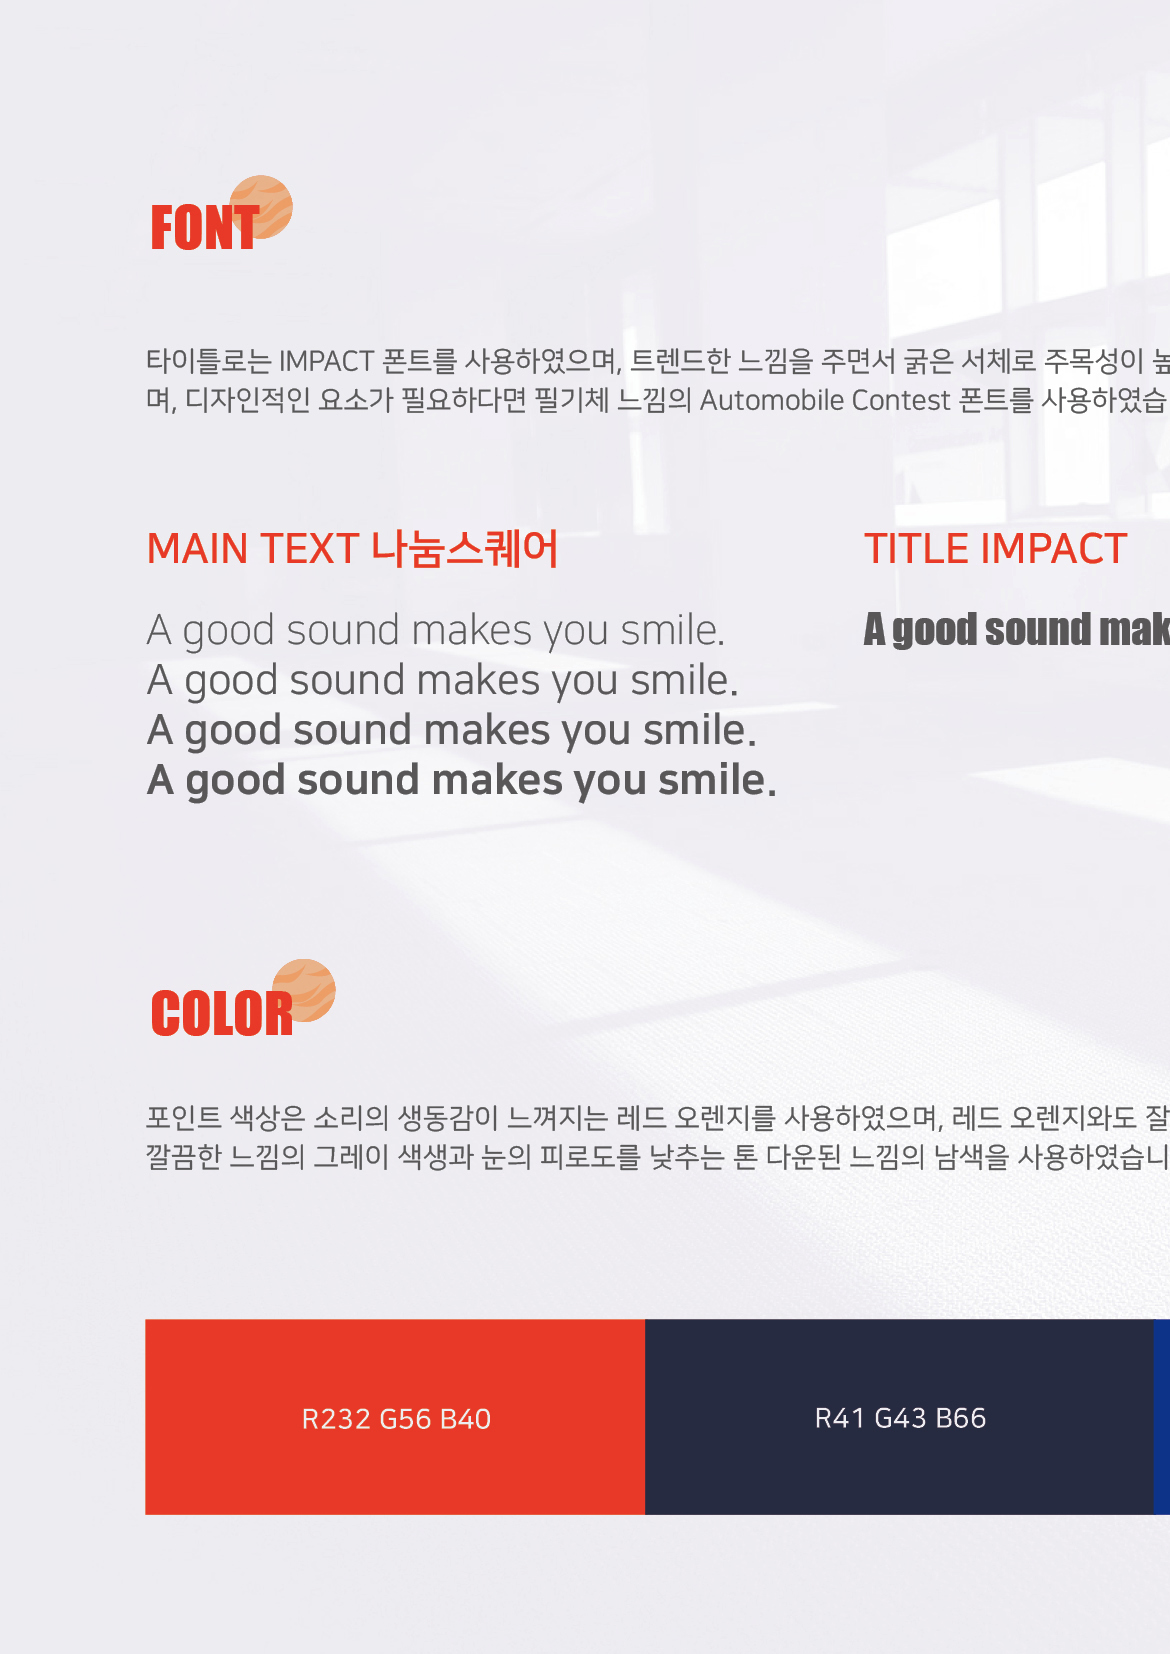 FONT
타이틀로는 IMPACT 폰트를 사용하였으며, 트렌드한 느낌을 주면서 굵은 서체로 주목성이 높
며, 디자인적인 요소가 필요하다면 필기체 느낌의 Automobile Contest 폰트를 사용하였습
MAIN TEXT 나눔스퀘어
A good sound makes you smile.
A good sound makes you smile.
A good sound makes you smile.
A good sound makes you smile.
TITLE IMPACT
A good sound mak
COLOR
포인트 색상은 소리의 생동감이 느껴지는 레드 오렌지를 사용하였으며, 레드 오렌지와도 잘
깔끔한 느낌의 그레이 색생과 눈의 피로도를 낮추는 톤 다운된 느낌의 남색을 사용하였습니
R232 G56 B40
R41 G43 B66